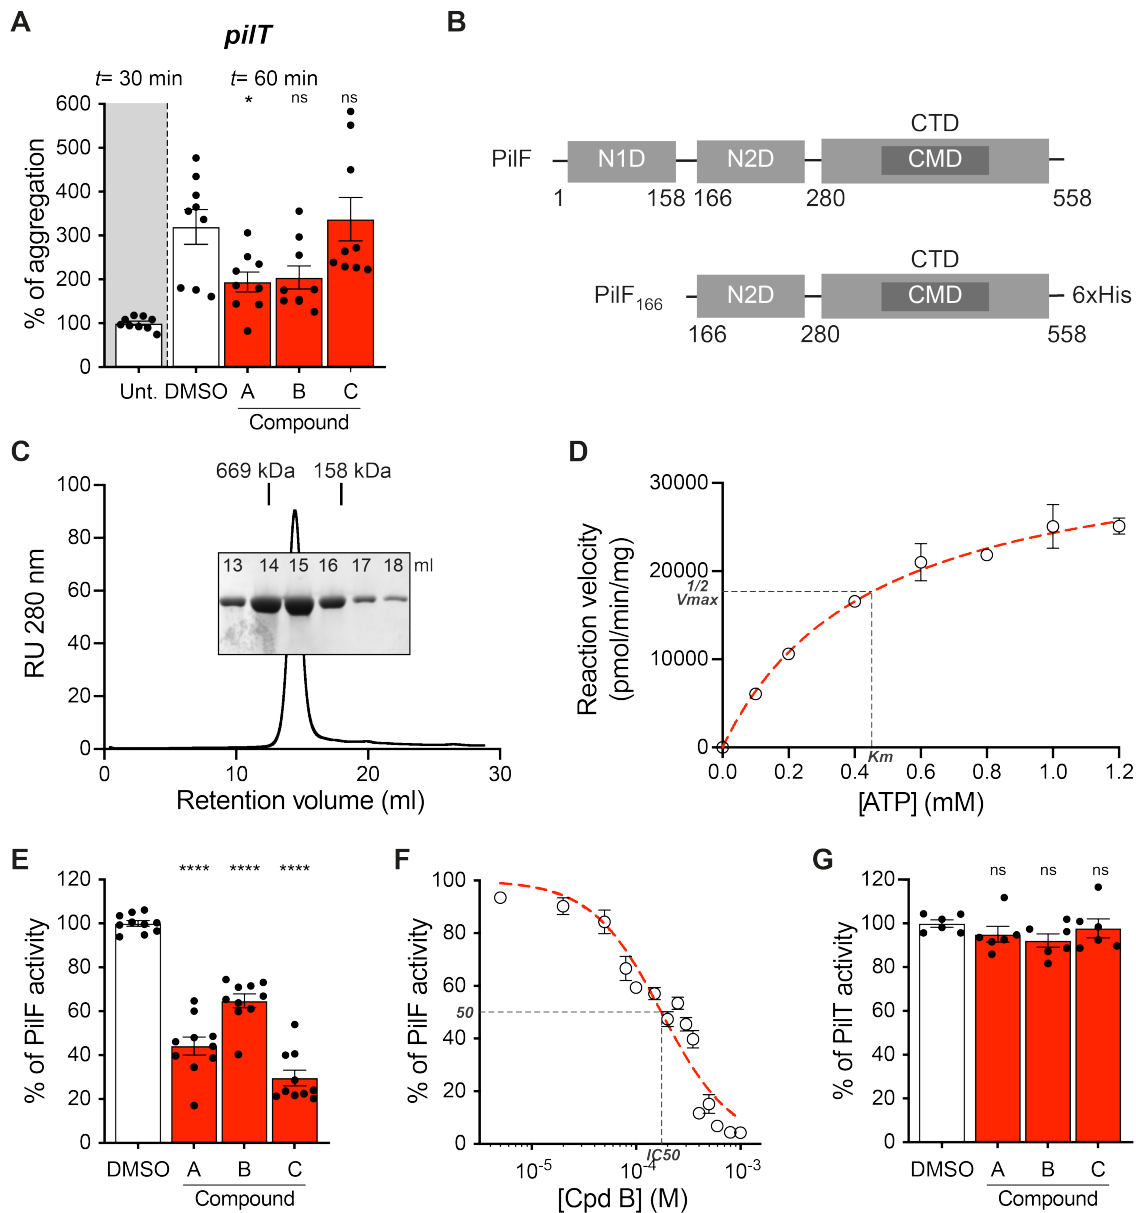 A
pilT
t= 30 min
t= 60 min
* ns ns
600
500
400
300
200
100
0
% of aggregation
Unt. DMSO A B C
Compound
B
PilF
N1D
N2D
CTD
CMD
1
158
166
280
558
PilF166
N2D
CTD
CMD
6xHis
166
280
558
C
669 kDa
158 kDa
100
80
60
40
20
0
RU 280 nm
13 14 15 16 17 18 ml
0 10 20 30
Retention volume (ml)
D
30000
20000
10000
0
1/2
Vmax
Reaction velocity
(pmol/min/mg)
Km
0.0 0.2 0.4 0.6 0.8 1.0 1.2
[ATP] (mM)
E
**** **** ****
120
100
80
60
40
20
0
% of PilF activity
DMSO A B C
Compound
F
100
80
60
50
40
20
0
% of PilF activity
IC50
10-5 10-4 10-3
[Cpd B] (M)
G
ns ns ns
120
100
80
60
40
20
0
% of PilT activity
DMSO A B C
Compound